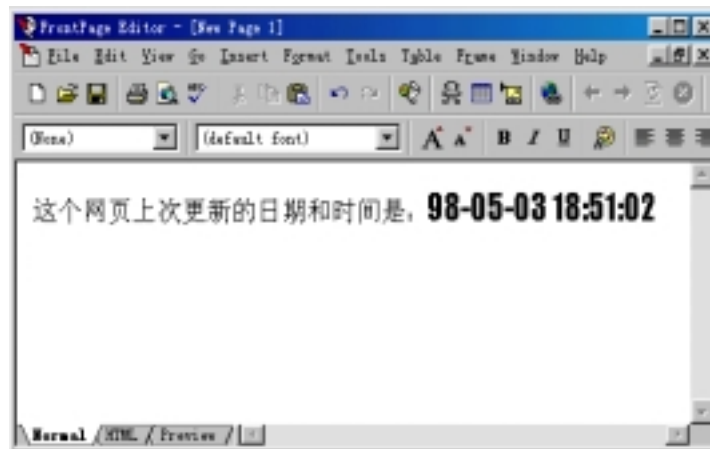 FrontPage Editor - [New Page 1]
File Edit View Go Insert Format Tools Table Frame Window Help
(None) (default font) A A B I U
这个网页上次更新的日期和时间是: 98-05-03 18:51:02
Normal HTML Preview